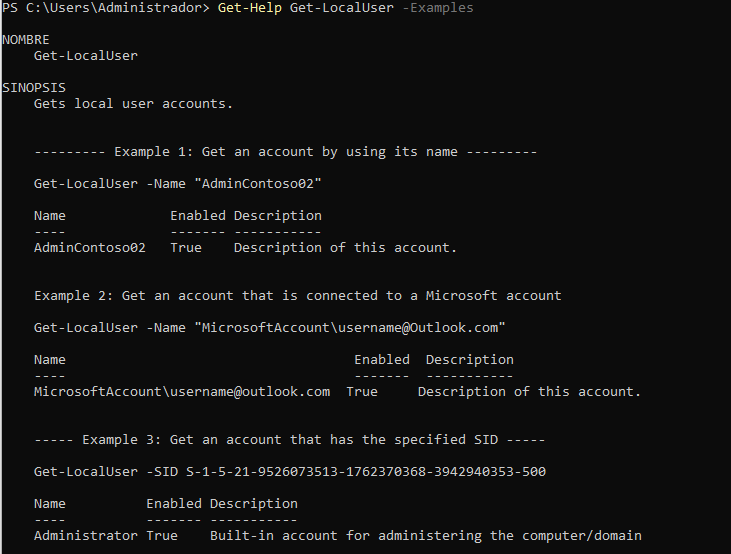 PS C:\Users\Administrador> Get-Help Get-LocalUser -Examples
NOMBRE
Get-LocalUser
SINOPSIS
Gets local user accounts.
--------- Example 1: Get an account by using its name ---------
Get-LocalUser -Name "AdminContoso02"
Name Enabled Description
---- ------- -----------
AdminContoso02 True Description of this account.
Example 2: Get an account that is connected to a Microsoft account
Get-LocalUser -Name "MicrosoftAccount\username@Outlook.com"
Name Enabled Description
---- ------- -----------
MicrosoftAccount\username@outlook.com True Description of this account.
----- Example 3: Get an account that has the specified SID -----
Get-LocalUser -SID S-1-5-21-9526073513-1762370368-3942940353-500
Name Enabled Description
---- ------- -----------
Administrator True Built-in account for administering the computer/domain